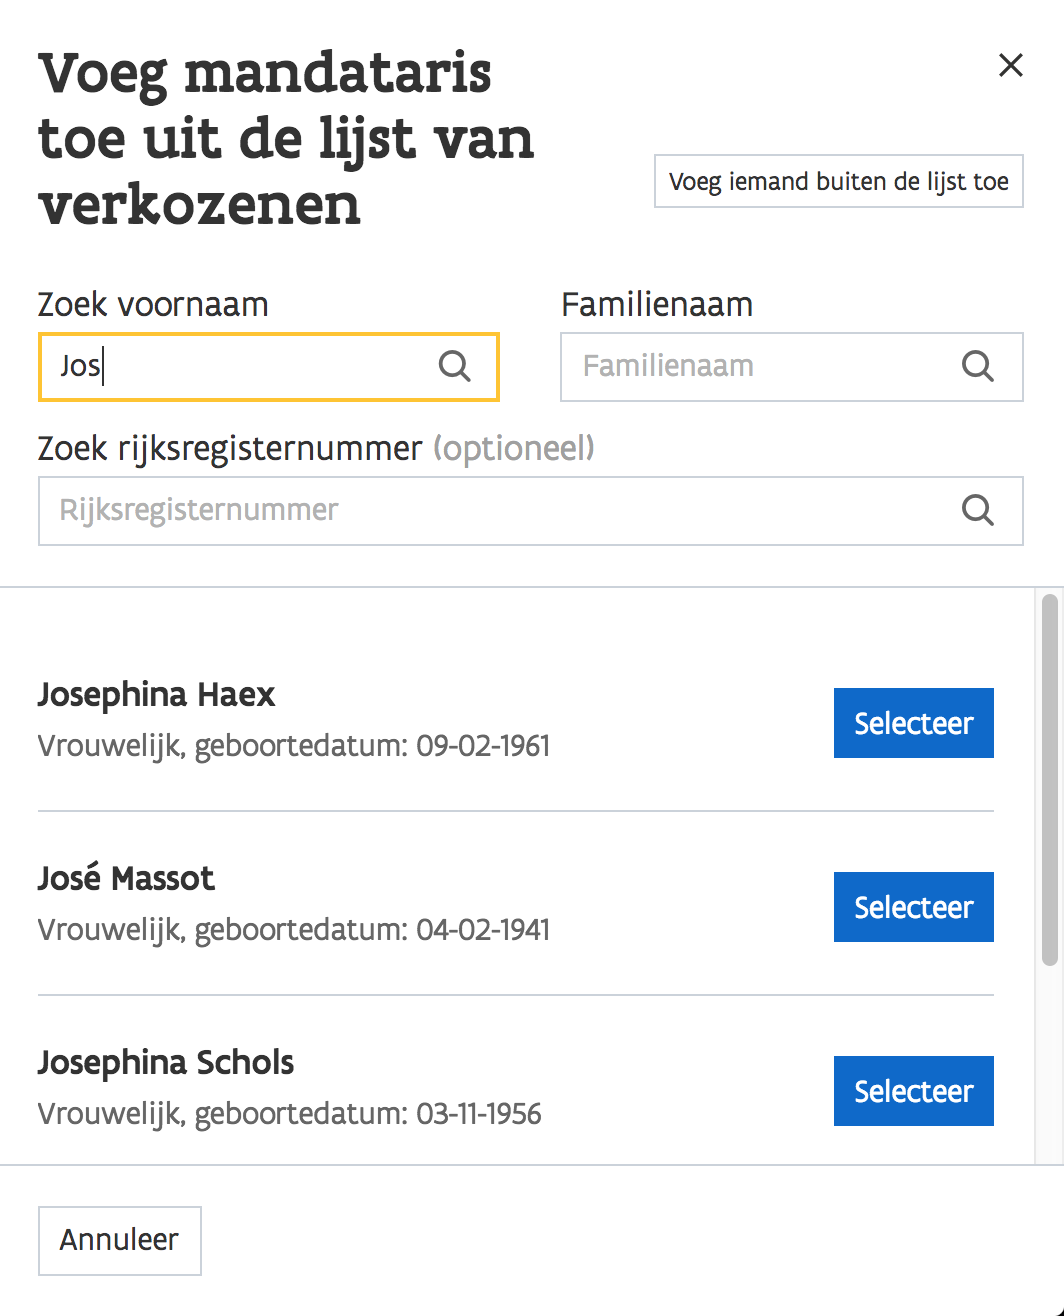 Voeg mandataris
toe uit de lijst van
verkozenen
Voeg iemand buiten de lijst toe
Zoek voornaam
Jos
Familienaam
Familienaam
Zoek rijksregisternummer (optioneel)
Rijksregisternummer
Josephina Haex
Vrouwelijk, geboortedatum: 09-02-1961
Selecteer
José Massot
Vrouwelijk, geboortedatum: 04-02-1941
Selecteer
Josephina Schols
Vrouwelijk, geboortedatum: 03-11-1956
Selecteer
Annuleer